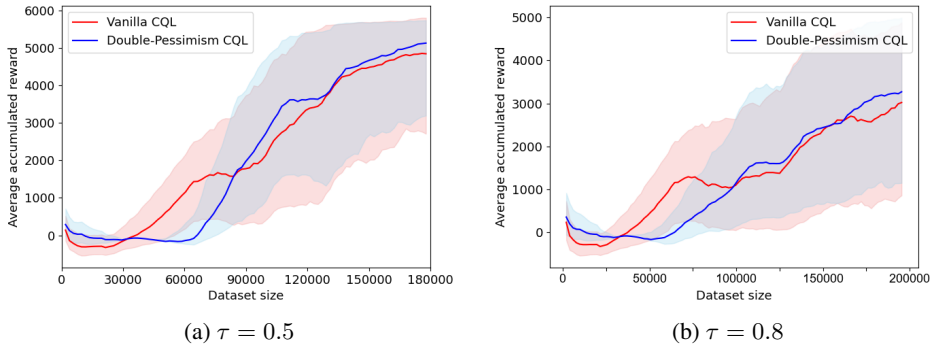 Vanilla CQL
Double-Pessimism CQL
Average accumulated reward
6000
5000
4000
3000
2000
1000
0
0 30000 60000 90000 120000 150000 180000
Dataset size
(a) τ = 0.5
Vanilla CQL
Double-Pessimism CQL
Average accumulated reward
5000
4000
3000
2000
1000
0
0 50000 100000 150000 200000
Dataset size
(b) τ = 0.8